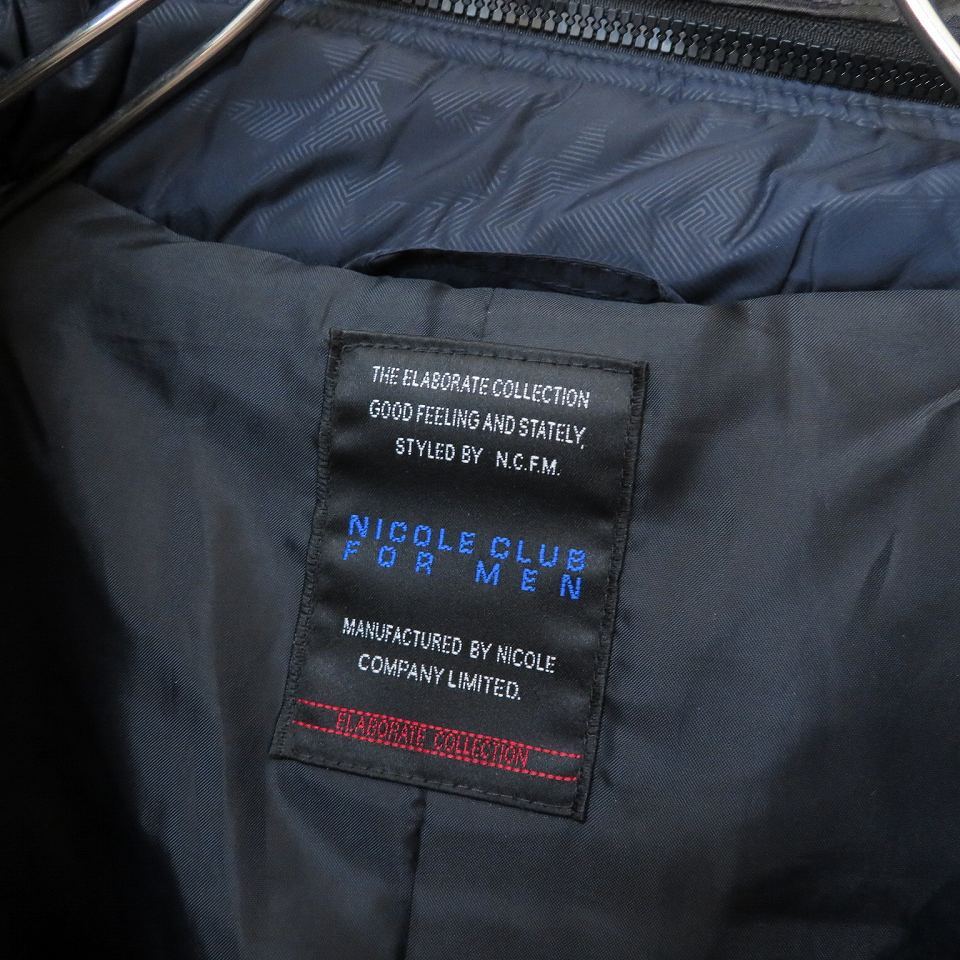 THE ELABORATE COLLECTION
GOOD FEELING AND STATELY,
STYLED BY N.C.F.M.
NICOLE CLUB
FOR MEN
MANUFACTURED BY NICOLE
COMPANY LIMITED.
ELABORATE COLLECTION